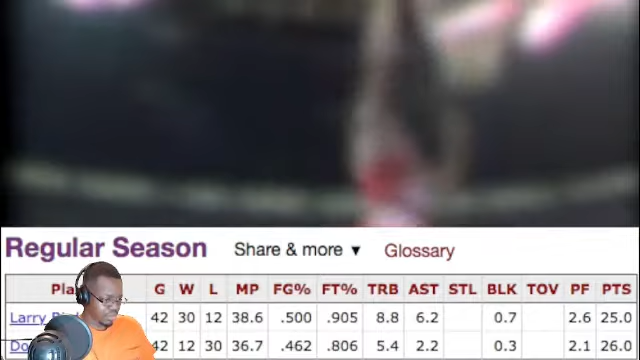 Regular Season Share & more ▼ Glossary
G W L MP FG% FT% TRB AST STL BLK TOV PF PTS
Larry 42 30 12 38.6 .500 .905 8.8 6.2 0.7 2.6 25.0
42 12 30 36.7 .462 .806 5.4 2.2 0.3 2.1 26.0